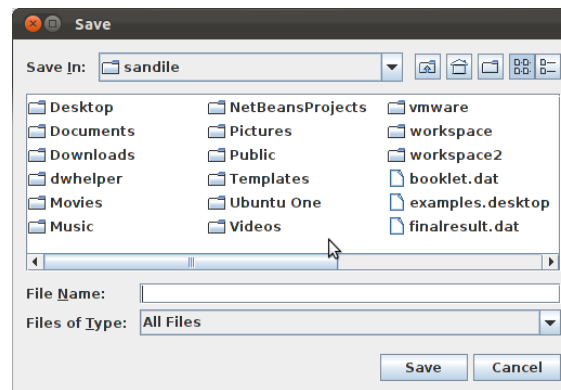 Save
Save In: sandile
Desktop NetBeansProjects vmware
Documents Pictures workspace
Downloads Public workspace2
dwhelper Templates booklet.dat
Movies Ubuntu One examples.desktop
Music Videos finalresult.dat
File Name:
Files of Type: All Files
Save Cancel